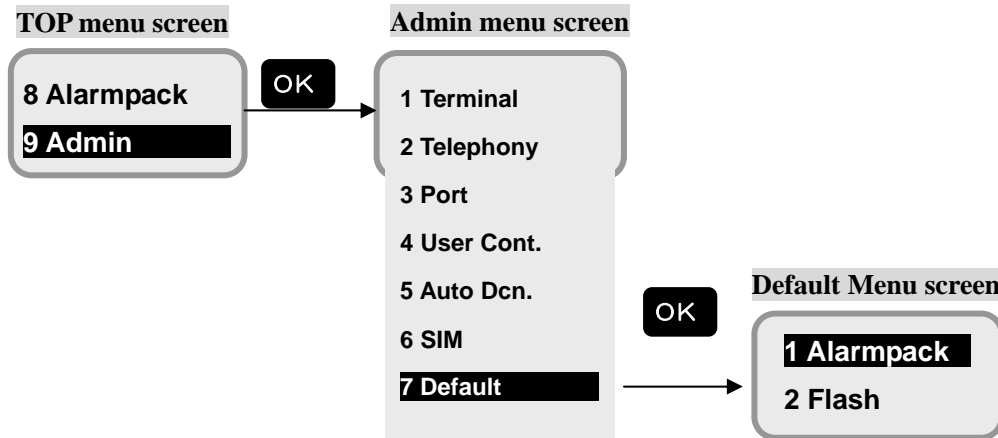 TOP menu screen
8 Alarmpack
9 Admin
OK
Admin menu screen
1 Terminal
2 Telephony
3 Port
4 User Cont.
5 Auto Dcn.
6 SIM
7 Default
OK
Default Menu screen
1 Alarmpack
2 Flash